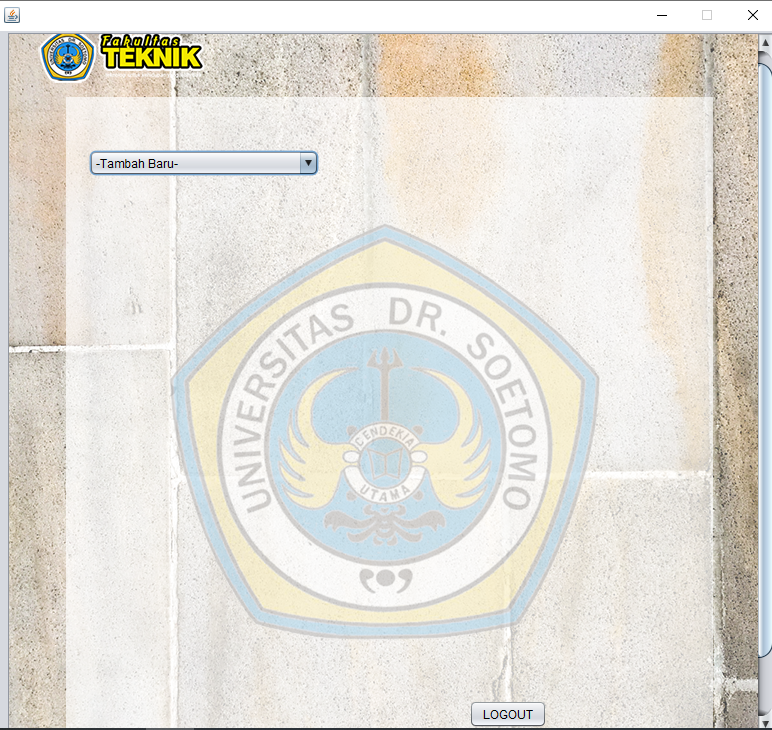 Fakultas
TEKNIK
-Tambah Baru-
UNIVERSITAS DR. SOETOMO
CENDEKIA
UTAMA
LOGOUT